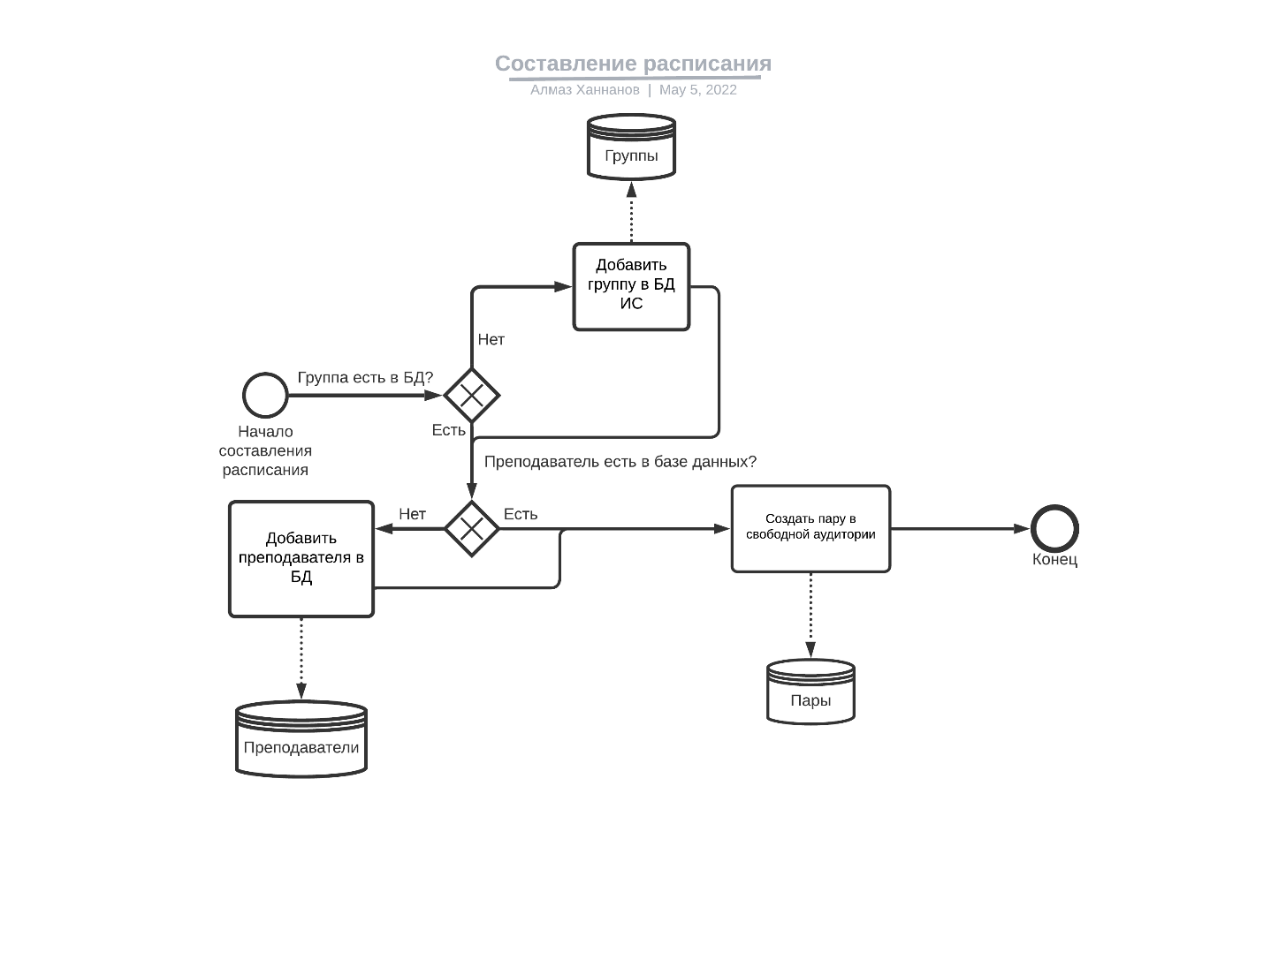 Составление расписания
Алмаз Ханнанов | May 5, 2022
Группы
Добавить
группу в БД
ИС
Нет
Группа есть в БД?
Начало
составления
расписания
Есть
Преподаватель есть в базе данных?
Нет
Есть
Добавить
преподавателя в
БД
Создать пару в
свободной аудитории
Конец
Пары
Преподаватели